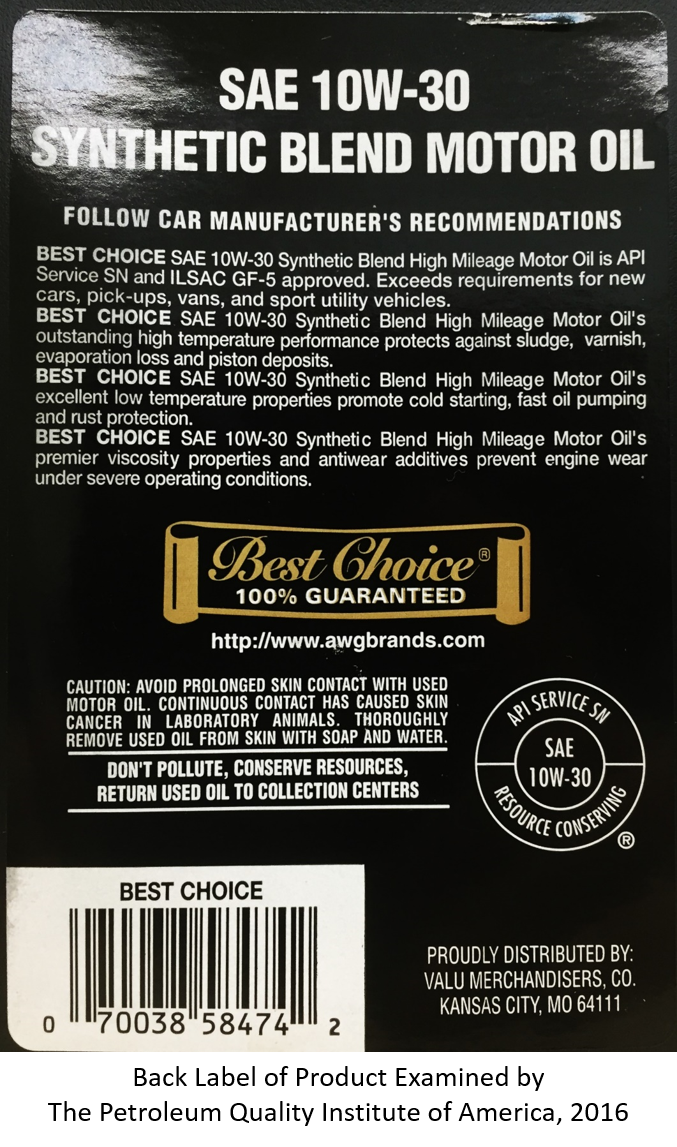 SAE 10W-30
SYNTHETIC BLEND MOTOR OIL
FOLLOW CAR MANUFACTURER'S RECOMMENDATIONS
BEST CHOICE SAE 10W-30 Synthetic Blend High Mileage Motor Oil is API
Service SN and ILSAC GF-5 approved. Exceeds requirements for new
cars, pick-ups, vans, and sport utility vehicles.
BEST CHOICE SAE 10W-30 Synthetic Blend High Mileage Motor Oil's
outstanding high temperature performance protects against sludge, varnish,
evaporation loss and piston deposits.
BEST CHOICE SAE 10W-30 Synthetic Blend High Mileage Motor Oil's
excellent low temperature properties promote cold starting, fast oil pumping
and rust protection.
BEST CHOICE SAE 10W-30 Synthetic Blend High Mileage Motor Oil's
premier viscosity properties and antiwear additives prevent engine wear
under severe operating conditions.
Best Choice®
100% GUARANTEED
http://www.awgbrands.com
CAUTION: AVOID PROLONGED SKIN CONTACT WITH USED
MOTOR OIL. CONTINUOUS CONTACT HAS CAUSED SKIN
CANCER IN LABORATORY ANIMALS. THOROUGHLY
REMOVE USED OIL FROM SKIN WITH SOAP AND WATER.
DON'T POLLUTE, CONSERVE RESOURCES,
RETURN USED OIL TO COLLECTION CENTERS
API SERVICE SN
SAE
10W-30
RESOURCE CONSERVING
®
BEST CHOICE
0 70038 58474 2
PROUDLY DISTRIBUTED BY:
VALU MERCHANDISERS, CO.
KANSAS CITY, MO 64111
Back Label of Product Examined by
The Petroleum Quality Institute of America, 2016